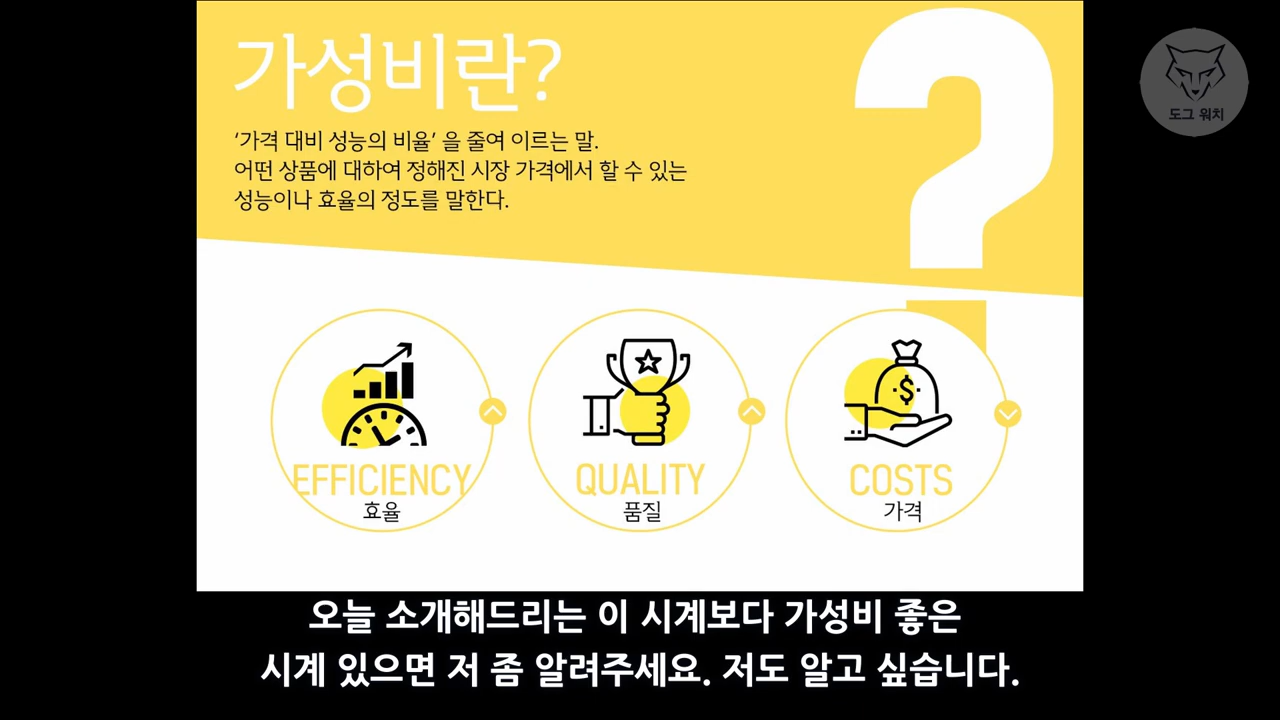 가성비란?
도그 워치
‘가격 대비 성능의 비율’ 을 줄여 이르는 말.
어떤 상품에 대하여 정해진 시장 가격에서 할 수 있는
성능이나 효율의 정도를 말한다.
EFFICIENCY
효율
QUALITY
품질
$
COSTS
가격
오늘 소개해드리는 이 시계보다 가성비 좋은
시계 있으면 저 좀 알려주세요. 저도 알고 싶습니다.